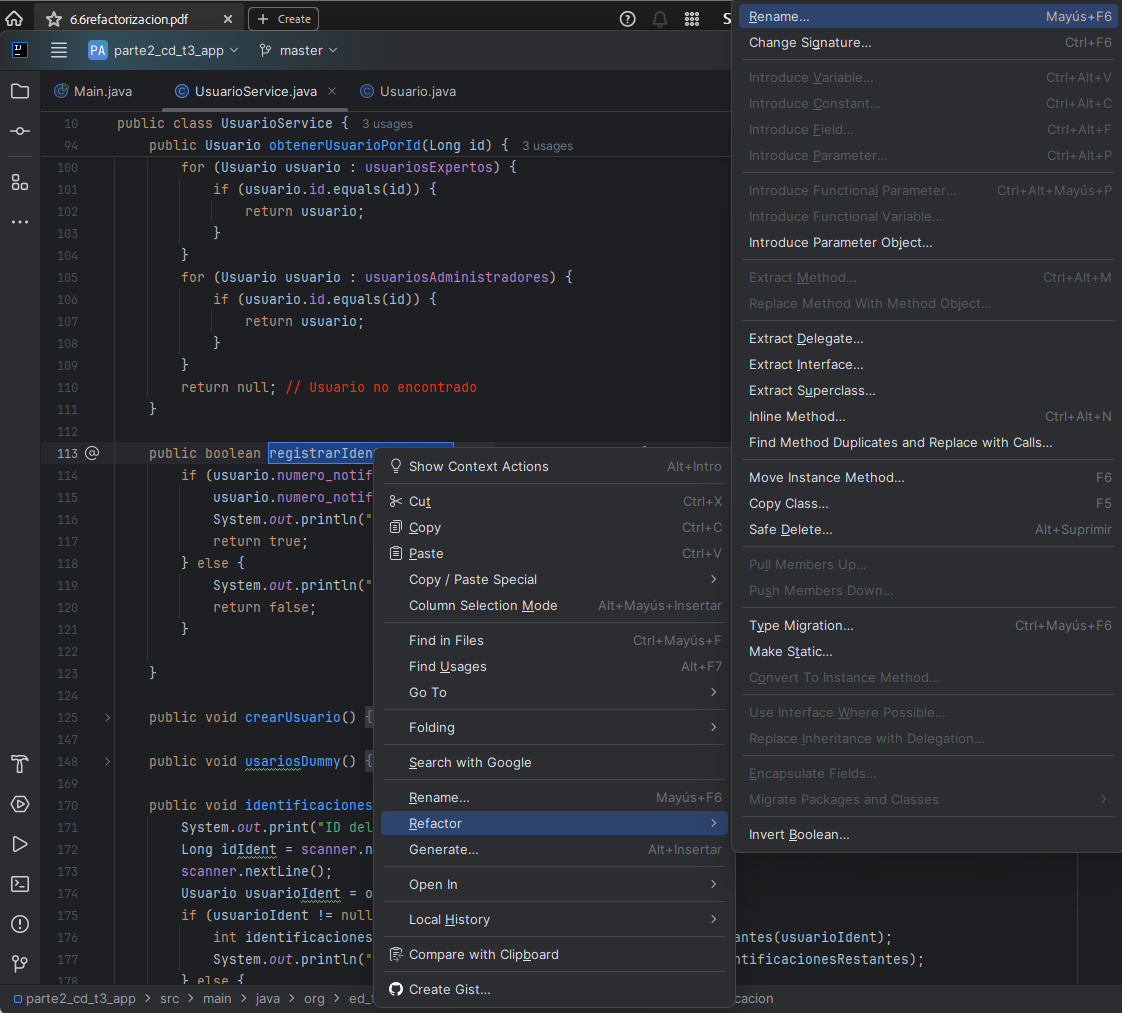 6.6refactorizacion.pdf
Create
S
PA parte2_cd_t3_app
master
Main.java
UsuarioService.java
Usuario.java
10 public class UsuarioService { 3 usages
94 public Usuario obtenerUsuarioPorId(Long id) { 3 usages
100 for (Usuario usuario : usuariosExpertos) {
101 if (usuario.id.equals(id)) {
102 return usuario;
103 }
104 }
105 for (Usuario usuario : usuariosAdministradores) {
106 if (usuario.id.equals(id)) {
107 return usuario;
108 }
109 }
110 return null; // Usuario no encontrado
111 }
112
113 public boolean registrarIden
114 if (usuario.numero_notif
115 usuario.numero_notif
116 System.out.println("
117 return true;
118 } else {
119 System.out.println("
120 return false;
121 }
122
123 }
124
125 public void crearUsuario() {
147
148 public void usariosDummy() {
169
170 public void identificaciones
171 System.out.print("ID del
172 Long idIdent = scanner.n
173 scanner.nextLine();
174 Usuario usuarioIdent = o
175 if (usuarioIdent != null
176 int identificaciones
antes(usuarioIdent);
177 System.out.println("
ntificacionesRestantes);
178 } else {
parte2_cd_t3_app > src > main > java > org > ed_
cacion
Show Context Actions Alt+Intro
Cut Ctrl+X
Copy Ctrl+C
Paste Ctrl+V
Copy / Paste Special
Column Selection Mode Alt+Mayús+Insertar
Find in Files Ctrl+Mayús+F
Find Usages Alt+F7
Go To
Folding
Search with Google
Rename... Mayús+F6
Refactor
Generate... Alt+Insertar
Open In
Local History
Compare with Clipboard
Create Gist...
Rename... Mayús+F6
Change Signature... Ctrl+F6
Introduce Variable... Ctrl+Alt+V
Introduce Constant... Ctrl+Alt+C
Introduce Field... Ctrl+Alt+F
Introduce Parameter... Ctrl+Alt+P
Introduce Functional Parameter... Ctrl+Alt+Mayús+P
Introduce Functional Variable...
Introduce Parameter Object...
Extract Method... Ctrl+Alt+M
Replace Method With Method Object...
Extract Delegate...
Extract Interface...
Extract Superclass...
Inline Method... Ctrl+Alt+N
Find Method Duplicates and Replace with Calls...
Move Instance Method... F6
Copy Class... F5
Safe Delete... Alt+Suprimir
Pull Members Up...
Push Members Down...
Type Migration... Ctrl+Mayús+F6
Make Static...
Convert To Instance Method...
Use Interface Where Possible...
Replace Inheritance with Delegation...
Encapsulate Fields...
Migrate Packages and Classes
Invert Boolean...